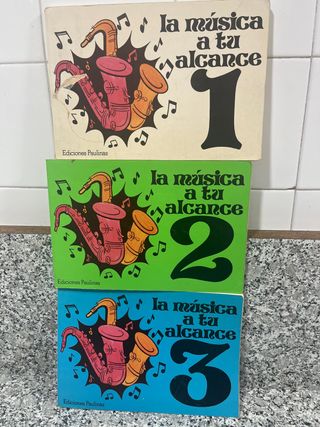 la música
a tu
alcance
1
Ediciones Paulinas
la música
a tu
alcance
2
Ediciones Paulinas
la música
a tu
alcance
3
Ediciones Paulinas